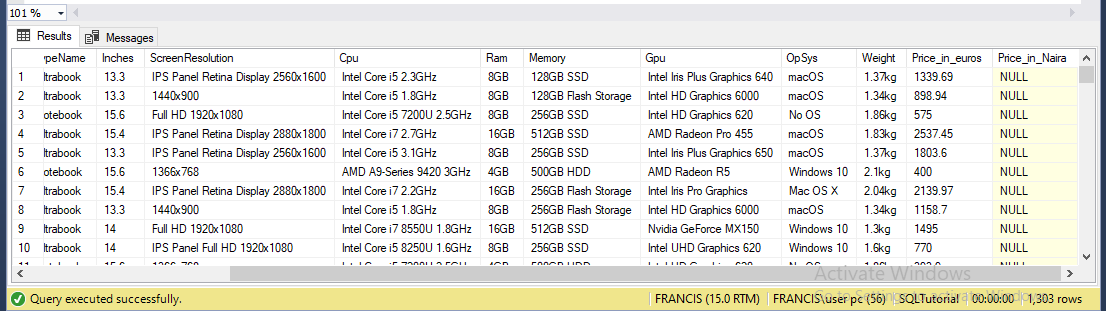 101 %
Results Messages
ypeName Inches ScreenResolution Cpu Ram Memory Gpu OpSys Weight Price_in_euros Price_in_Naira
1 ltrabook 13.3 IPS Panel Retina Display 2560x1600 Intel Core i5 2.3GHz 8GB 128GB SSD Intel Iris Plus Graphics 640 macOS 1.37kg 1339.69 NULL
2 ltrabook 13.3 1440x900 Intel Core i5 1.8GHz 8GB 128GB Flash Storage Intel HD Graphics 6000 macOS 1.34kg 898.94 NULL
3 otebook 15.6 Full HD 1920x1080 Intel Core i5 7200U 2.5GHz 8GB 256GB SSD Intel HD Graphics 620 No OS 1.86kg 575 NULL
4 ltrabook 15.4 IPS Panel Retina Display 2880x1800 Intel Core i7 2.7GHz 16GB 512GB SSD AMD Radeon Pro 455 macOS 1.83kg 2537.45 NULL
5 ltrabook 13.3 IPS Panel Retina Display 2560x1600 Intel Core i5 3.1GHz 8GB 256GB SSD Intel Iris Plus Graphics 650 macOS 1.37kg 1803.6 NULL
6 otebook 15.6 1366x768 AMD A9-Series 9420 3GHz 4GB 500GB HDD AMD Radeon R5 Windows 10 2.1kg 400 NULL
7 ltrabook 15.4 IPS Panel Retina Display 2880x1800 Intel Core i7 2.2GHz 16GB 256GB Flash Storage Intel Iris Pro Graphics Mac OS X 2.04kg 2139.97 NULL
8 ltrabook 13.3 1440x900 Intel Core i5 1.8GHz 8GB 256GB Flash Storage Intel HD Graphics 6000 macOS 1.34kg 1158.7 NULL
9 ltrabook 14 Full HD 1920x1080 Intel Core i7 8550U 1.8GHz 16GB 512GB SSD Nvidia GeForce MX150 Windows 10 1.3kg 1495 NULL
10 ltrabook 14 IPS Panel Full HD 1920x1080 Intel Core i5 8250U 1.6GHz 8GB 256GB SSD Intel UHD Graphics 620 Windows 10 1.6kg 770 NULL
Activate Windows
Go to Settings to activate Windows.
Query executed successfully. FRANCIS (15.0 RTM) FRANCIS\user pc (56) SQLTutorial 00:00:00 1,303 rows